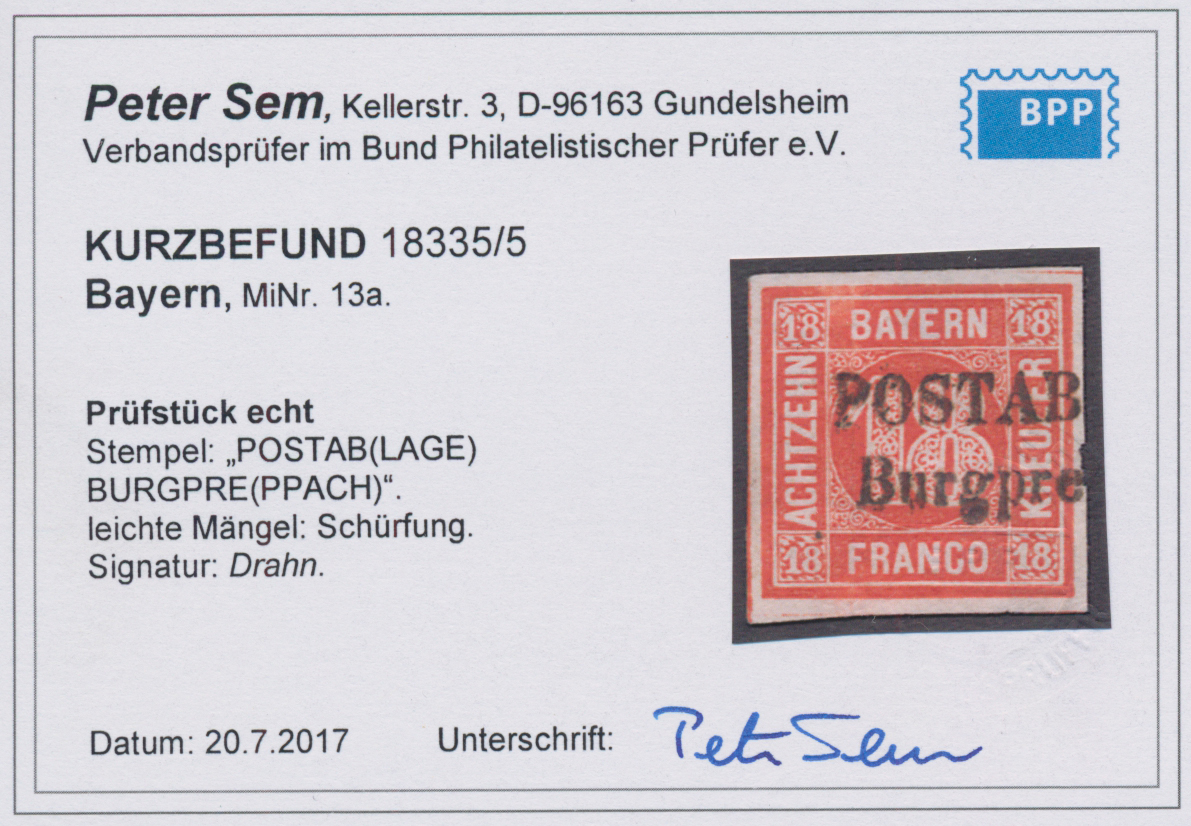 Peter Sem, Kellerstr. 3, D-96163 Gundelsheim
Verbandsprüfer im Bund Philatelistischer Prüfer e.V.
BPP
KURZBEFUND 18335/5
Bayern, MiNr. 13a.
Prüfstück echt
Stempel: „POSTAB(LAGE)
BURGPRE(PPACH)“.
leichte Mängel: Schürfung.
Signatur: Drahn.
18 BAYERN 18
ACHTZEHN
18
KREUZER
POSTAB
Burgpre
18 FRANCO 18
Datum: 20.7.2017
Unterschrift: Peter Sem